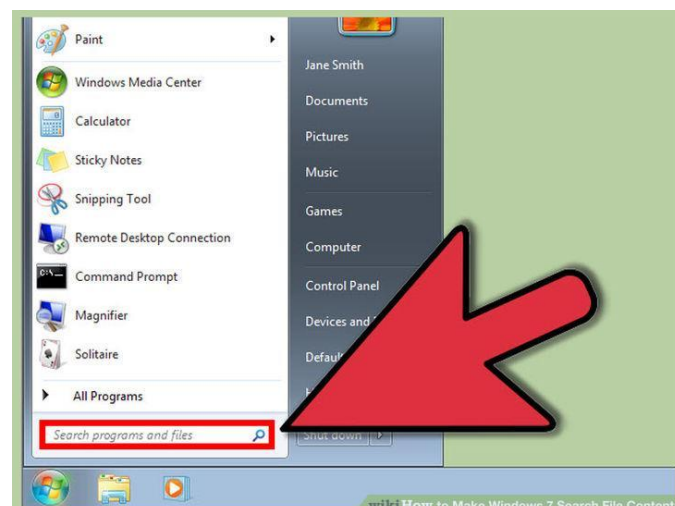 Paint
Windows Media Center
Calculator
Sticky Notes
Snipping Tool
Remote Desktop Connection
C:\_
Command Prompt
Magnifier
Solitaire
All Programs
Search programs and files
Jane Smith
Documents
Pictures
Music
Games
Computer
Control Panel
Devices and
Defau
Shut down
wikiHow to Make Windows 7 Search File Content